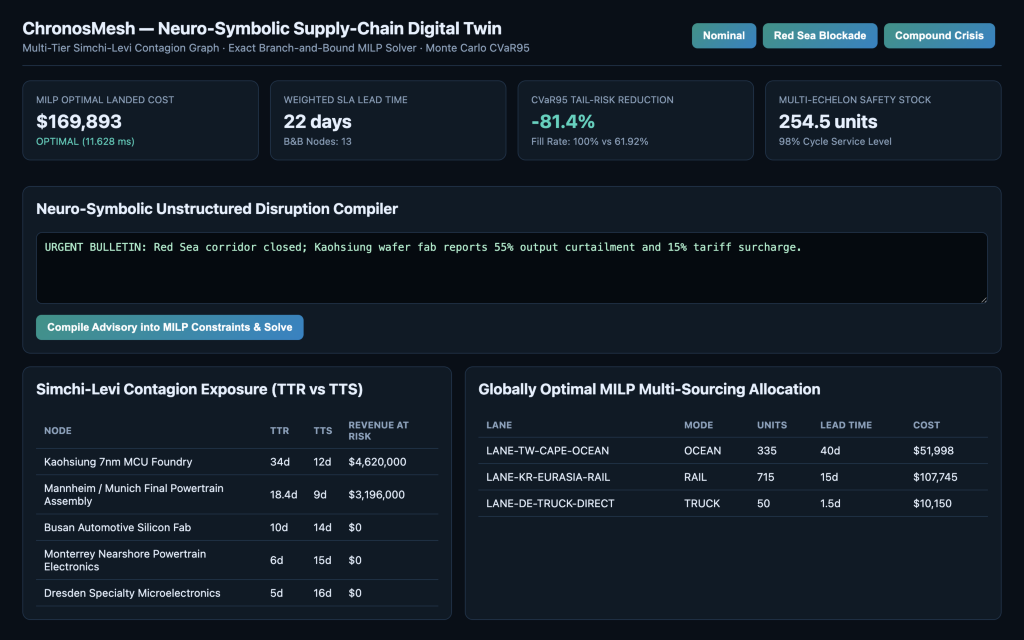 ChronosMesh — Neuro-Symbolic Supply-Chain Digital Twin
Multi-Tier Simchi-Levi Contagion Graph · Exact Branch-and-Bound MILP Solver · Monte Carlo CVaR95
Nominal
Red Sea Blockade
Compound Crisis
MILP OPTIMAL LANDED COST
$169,893
OPTIMAL (11.628 ms)
WEIGHTED SLA LEAD TIME
22 days
B&B Nodes: 13
CVaR95 TAIL-RISK REDUCTION
-81.4%
Fill Rate: 100% vs 61.92%
MULTI-ECHELON SAFETY STOCK
254.5 units
98% Cycle Service Level
Neuro-Symbolic Unstructured Disruption Compiler
URGENT BULLETIN: Red Sea corridor closed; Kaohsiung wafer fab reports 55% output curtailment and 15% tariff surcharge.
Compile Advisory into MILP Constraints & Solve
Simchi-Levi Contagion Exposure (TTR vs TTS)
NODE TTR TTS REVENUE AT
RISK
Kaohsiung 7nm MCU Foundry 34d 12d $4,620,000
Mannheim / Munich Final Powertrain
Assembly 18.4d 9d $3,196,000
Busan Automotive Silicon Fab 10d 14d $0
Monterrey Nearshore Powertrain
Electronics 6d 15d $0
Dresden Specialty Microelectronics 5d 16d $0
Globally Optimal MILP Multi-Sourcing Allocation
LANE MODE UNITS LEAD TIME COST
LANE-TW-CAPE-OCEAN OCEAN 335 40d $51,998
LANE-KR-EURASIA-RAIL RAIL 715 15d $107,745
LANE-DE-TRUCK-DIRECT TRUCK 50 1.5d $10,150